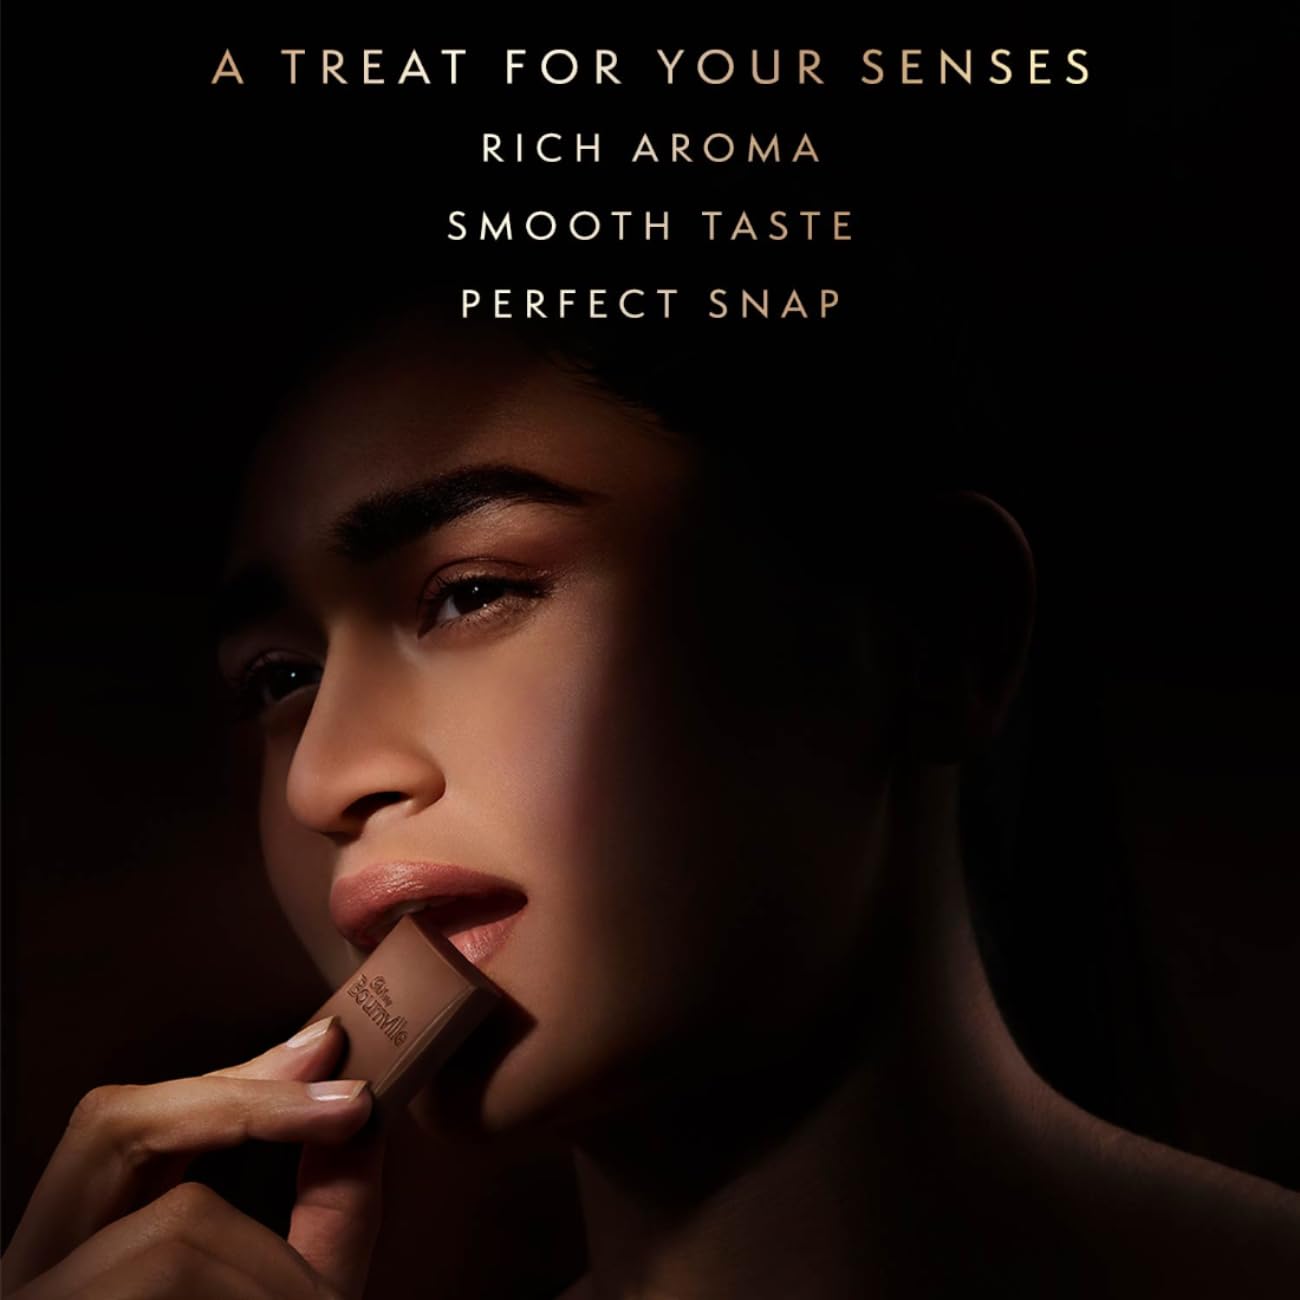 A TREAT FOR YOUR SENSES
RICH AROMA
SMOOTH TASTE
PERFECT SNAP
Bournville